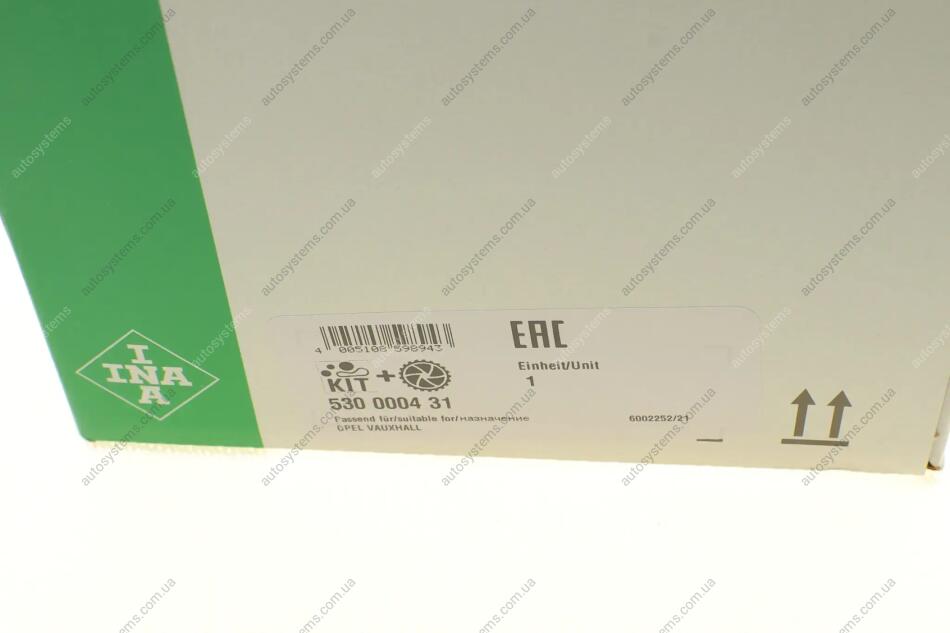 I
INA
A
4 005108 598943
EAC
KIT +
Einheit/Unit
1
530 0004 31
Passend für/suitable for/назначение
OPEL VAUXHALL
6002252/21
autosystems.com.ua